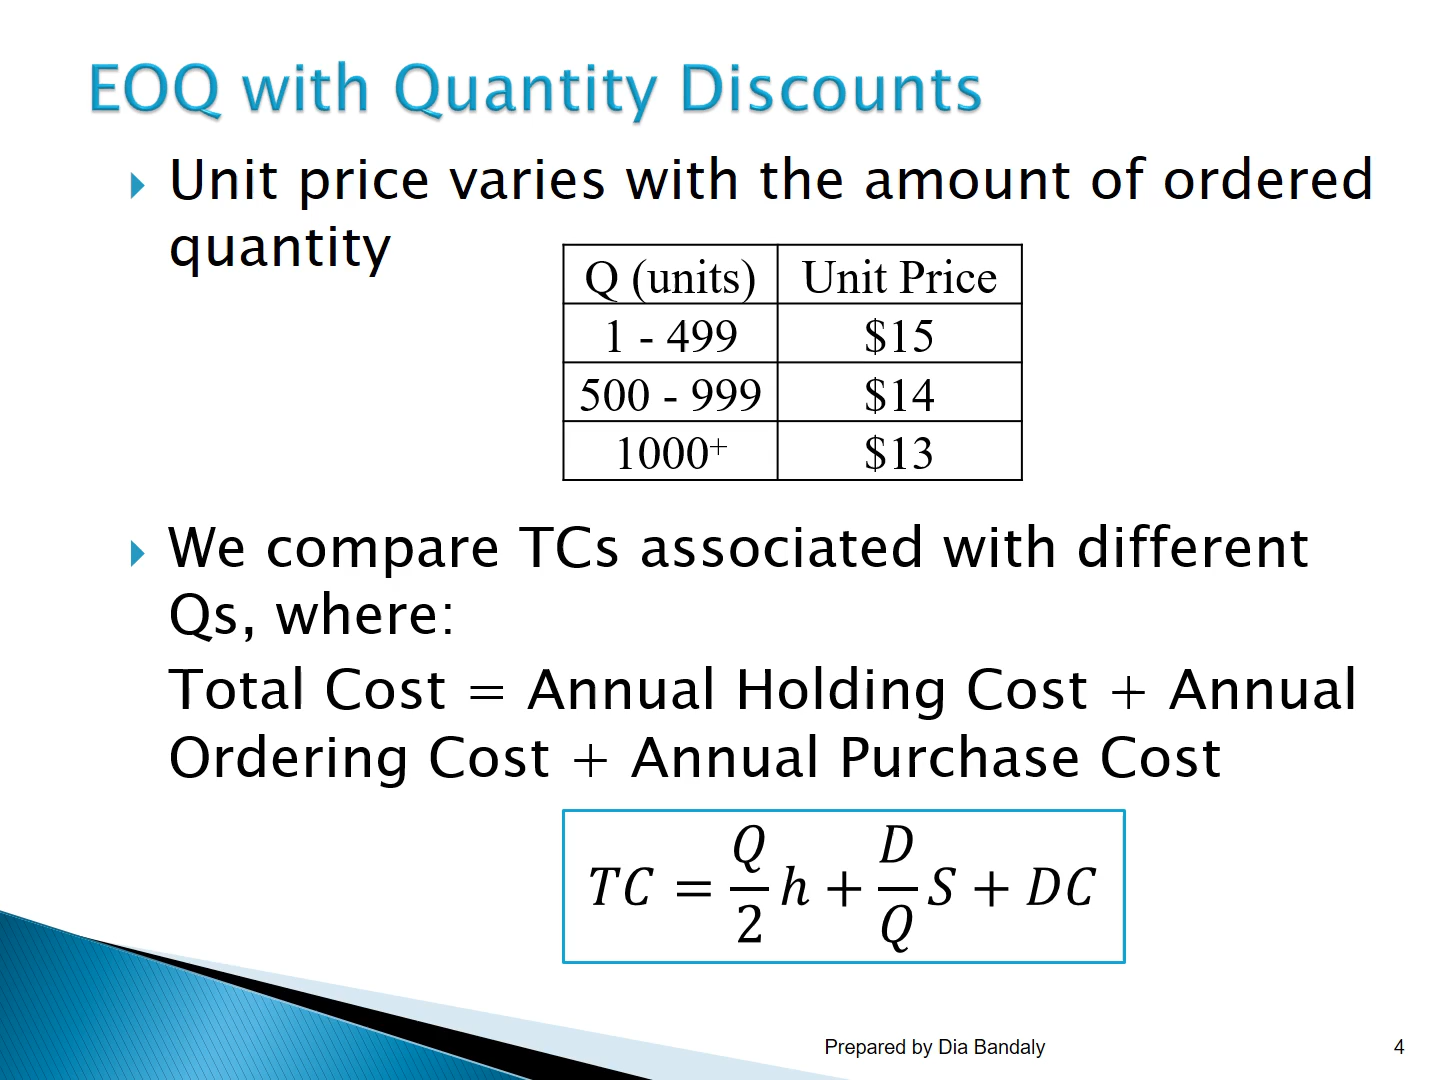 EOQ with Quantity Discounts
Unit price varies with the amount of ordered
quantity
Q (units) Unit Price
1 - 499 $15
500 - 999 $14
1000⁺ $13
We compare TCs associated with different
Qs, where:
Total Cost = Annual Holding Cost + Annual
Ordering Cost + Annual Purchase Cost
TC = Q/2 h + D/Q S + DC
Prepared by Dia Bandaly 4